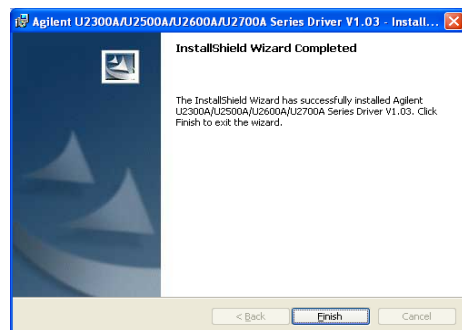 Agilent U2300A/U2500A/U2600A/U2700A Series Driver V1.03 - Install...
InstallShield Wizard Completed
The InstallShield Wizard has successfully installed Agilent
U2300A/U2500A/U2600A/U2700A Series Driver V1.03. Click
Finish to exit the wizard.
< Back
Finish
Cancel